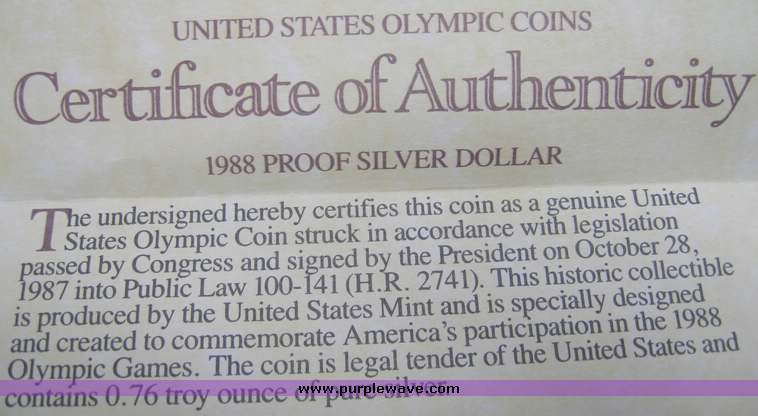 UNITED STATES OLYMPIC COINS
Certificate of Authenticity
1988 PROOF SILVER DOLLAR
The undersigned hereby certifies this coin as a genuine United
States Olympic Coin struck in accordance with legislation
passed by Congress and signed by the President on October 28,
1987 into Public Law 100-141 (H.R. 2741). This historic collectible
is produced by the United States Mint and is specially designed
and created to commemorate America's participation in the 1988
Olympic Games. The coin is legal tender of the United States and
contains 0.76 troy ounce of pure silver.
www.purplewave.com